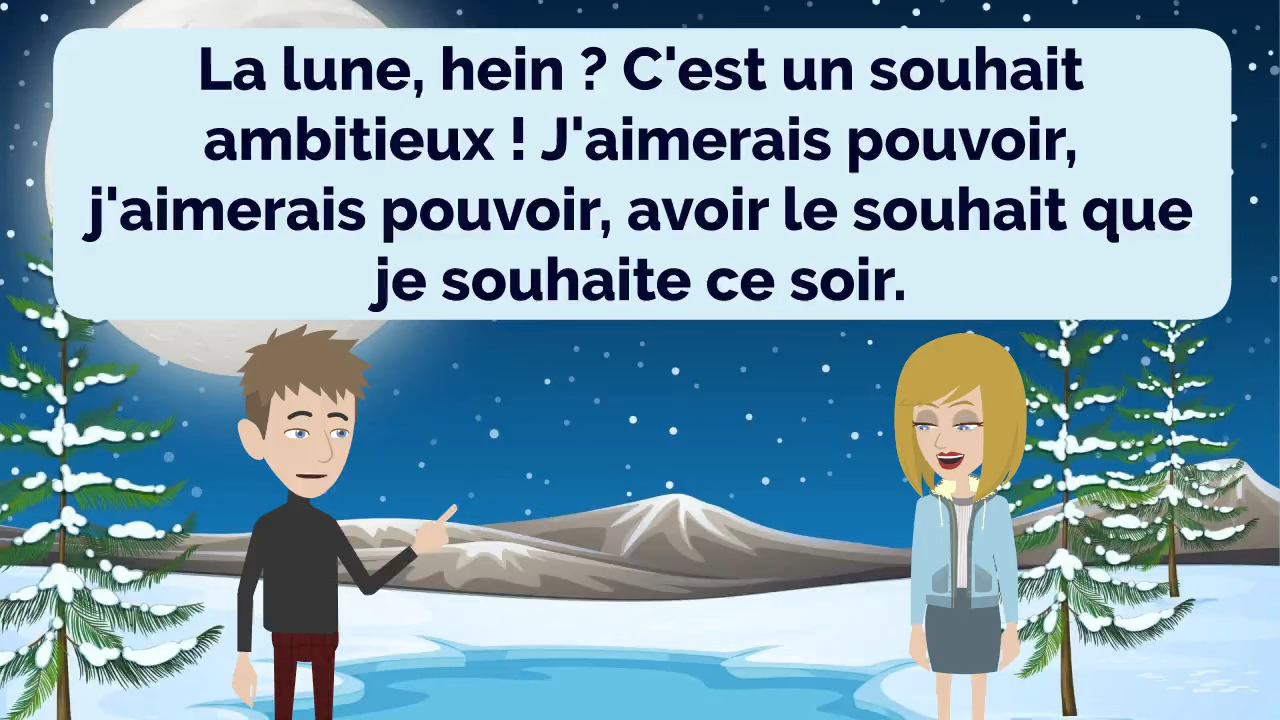 La lune, hein ? C'est un souhait
ambitieux ! J'aimerais pouvoir,
j'aimerais pouvoir, avoir le souhait que
je souhaite ce soir.